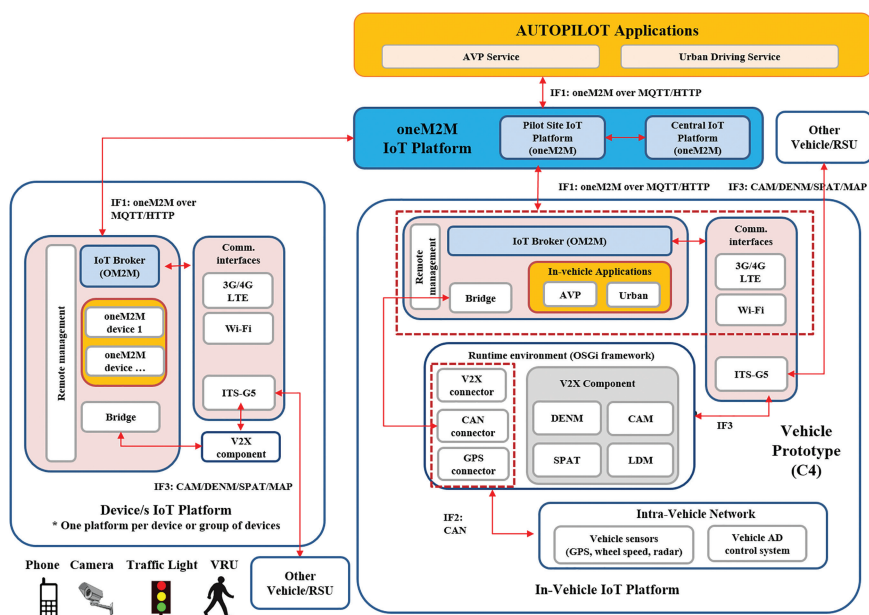 AUTOPILOT Applications
AVP Service
Urban Driving Service
IF1: oneM2M over MQTT/HTTP
oneM2M
IoT Platform
Pilot Site IoT
Platform
(oneM2M)
Central IoT
Platform
(oneM2M)
Other
Vehicle/RSU
IF1: oneM2M over MQTT/HTTP
IF3: CAM/DENM/SPAT/MAP
IF1: oneM2M over
MQTT/HTTP
Remote management
IoT Broker
(OM2M)
oneM2M
device 1
oneM2M
device ...
Bridge
Comm.
interfaces
3G/4G
LTE
Wi-Fi
ITS-G5
V2X
component
IF3: CAM/DENM/SPAT/MAP
Device/s IoT Platform
* One platform per device or group of devices
Phone
Camera
Traffic Light
VRU
Other
Vehicle/RSU
Remote
management
IoT Broker (OM2M)
In-vehicle Applications
AVP
Urban
Bridge
Comm.
interfaces
3G/4G
LTE
Wi-Fi
ITS-G5
Runtime environment (OSGi framework)
V2X
connector
CAN
connector
GPS
connector
V2X Component
DENM
CAM
SPAT
LDM
IF3
Vehicle
Prototype
(C4)
IF2:
CAN
Intra-Vehicle Network
Vehicle sensors
(GPS, wheel speed, radar)
Vehicle AD
control system
In-Vehicle IoT Platform